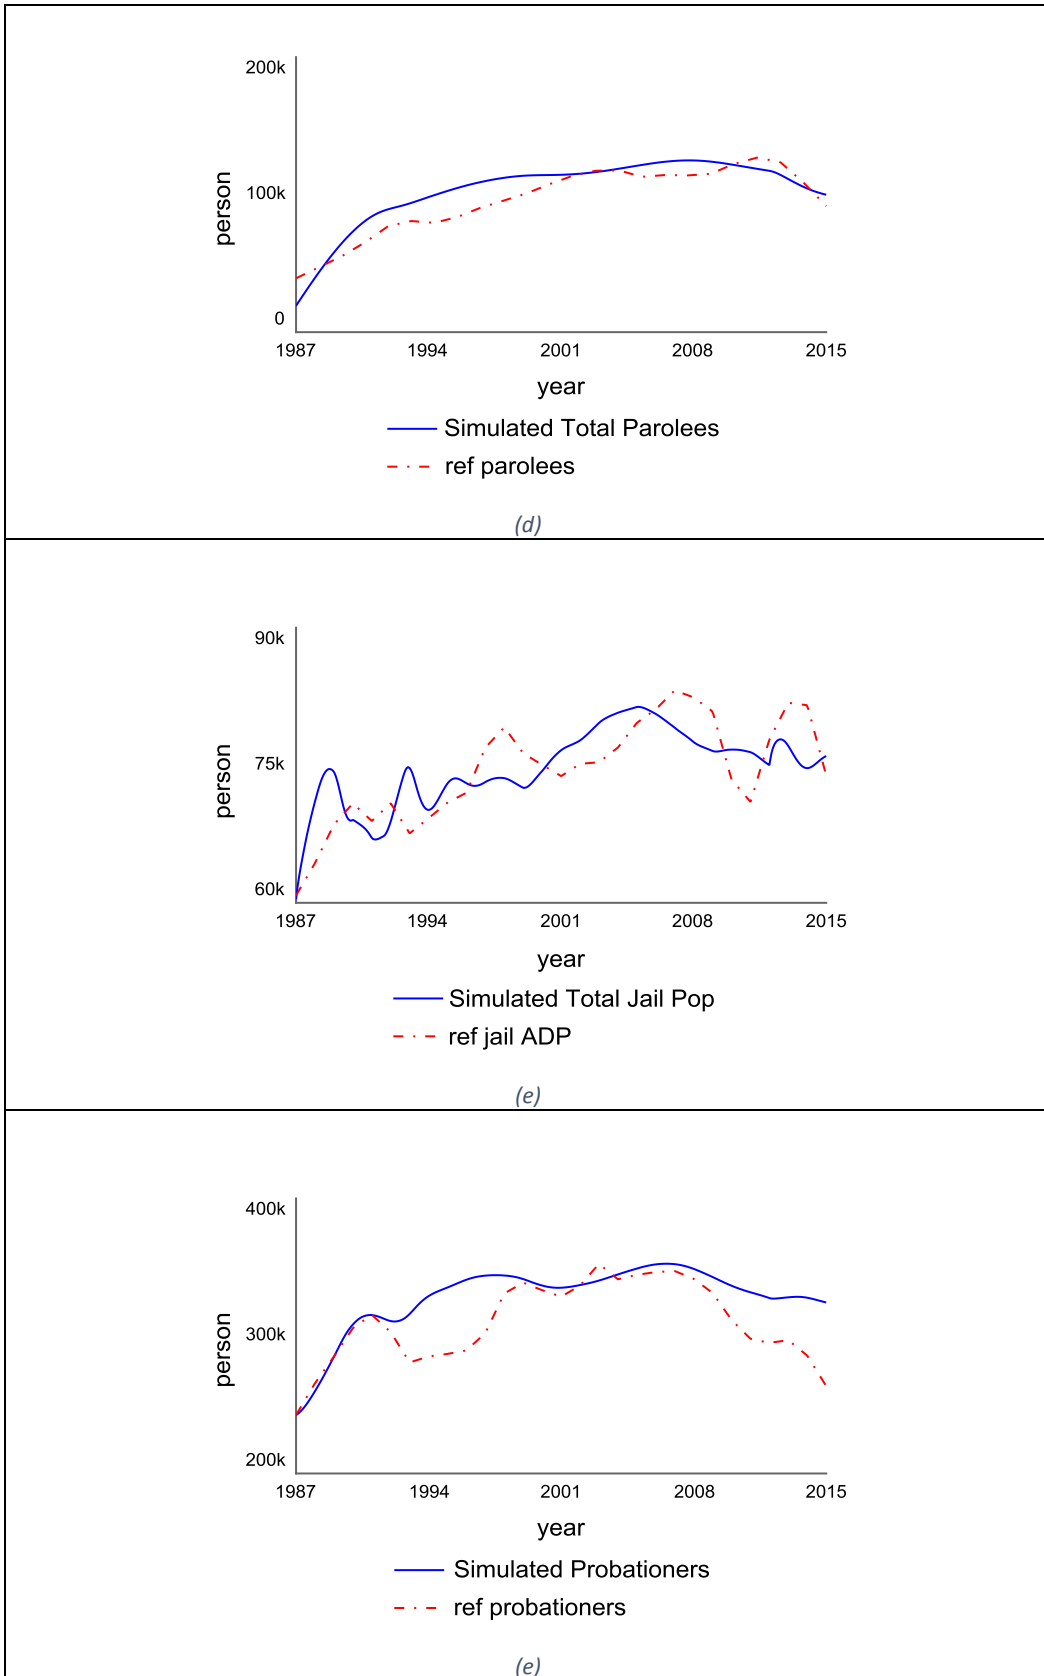 200k
person
100k
0
1987 1994 2001 2008 2015
year
Simulated Total Parolees
ref parolees
(d)
90k
person
75k
60k
1987 1994 2001 2008 2015
year
Simulated Total Jail Pop
ref jail ADP
(e)
400k
person
300k
200k
1987 1994 2001 2008 2015
year
Simulated Probationers
ref probationers
(e)